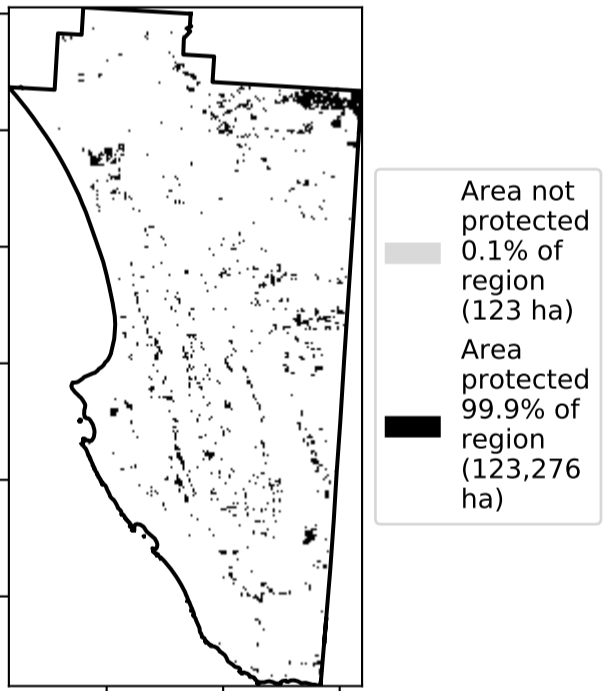 Area not
protected
0.1% of
region
(123 ha)
Area
protected
99.9% of
region
(123,276
ha)